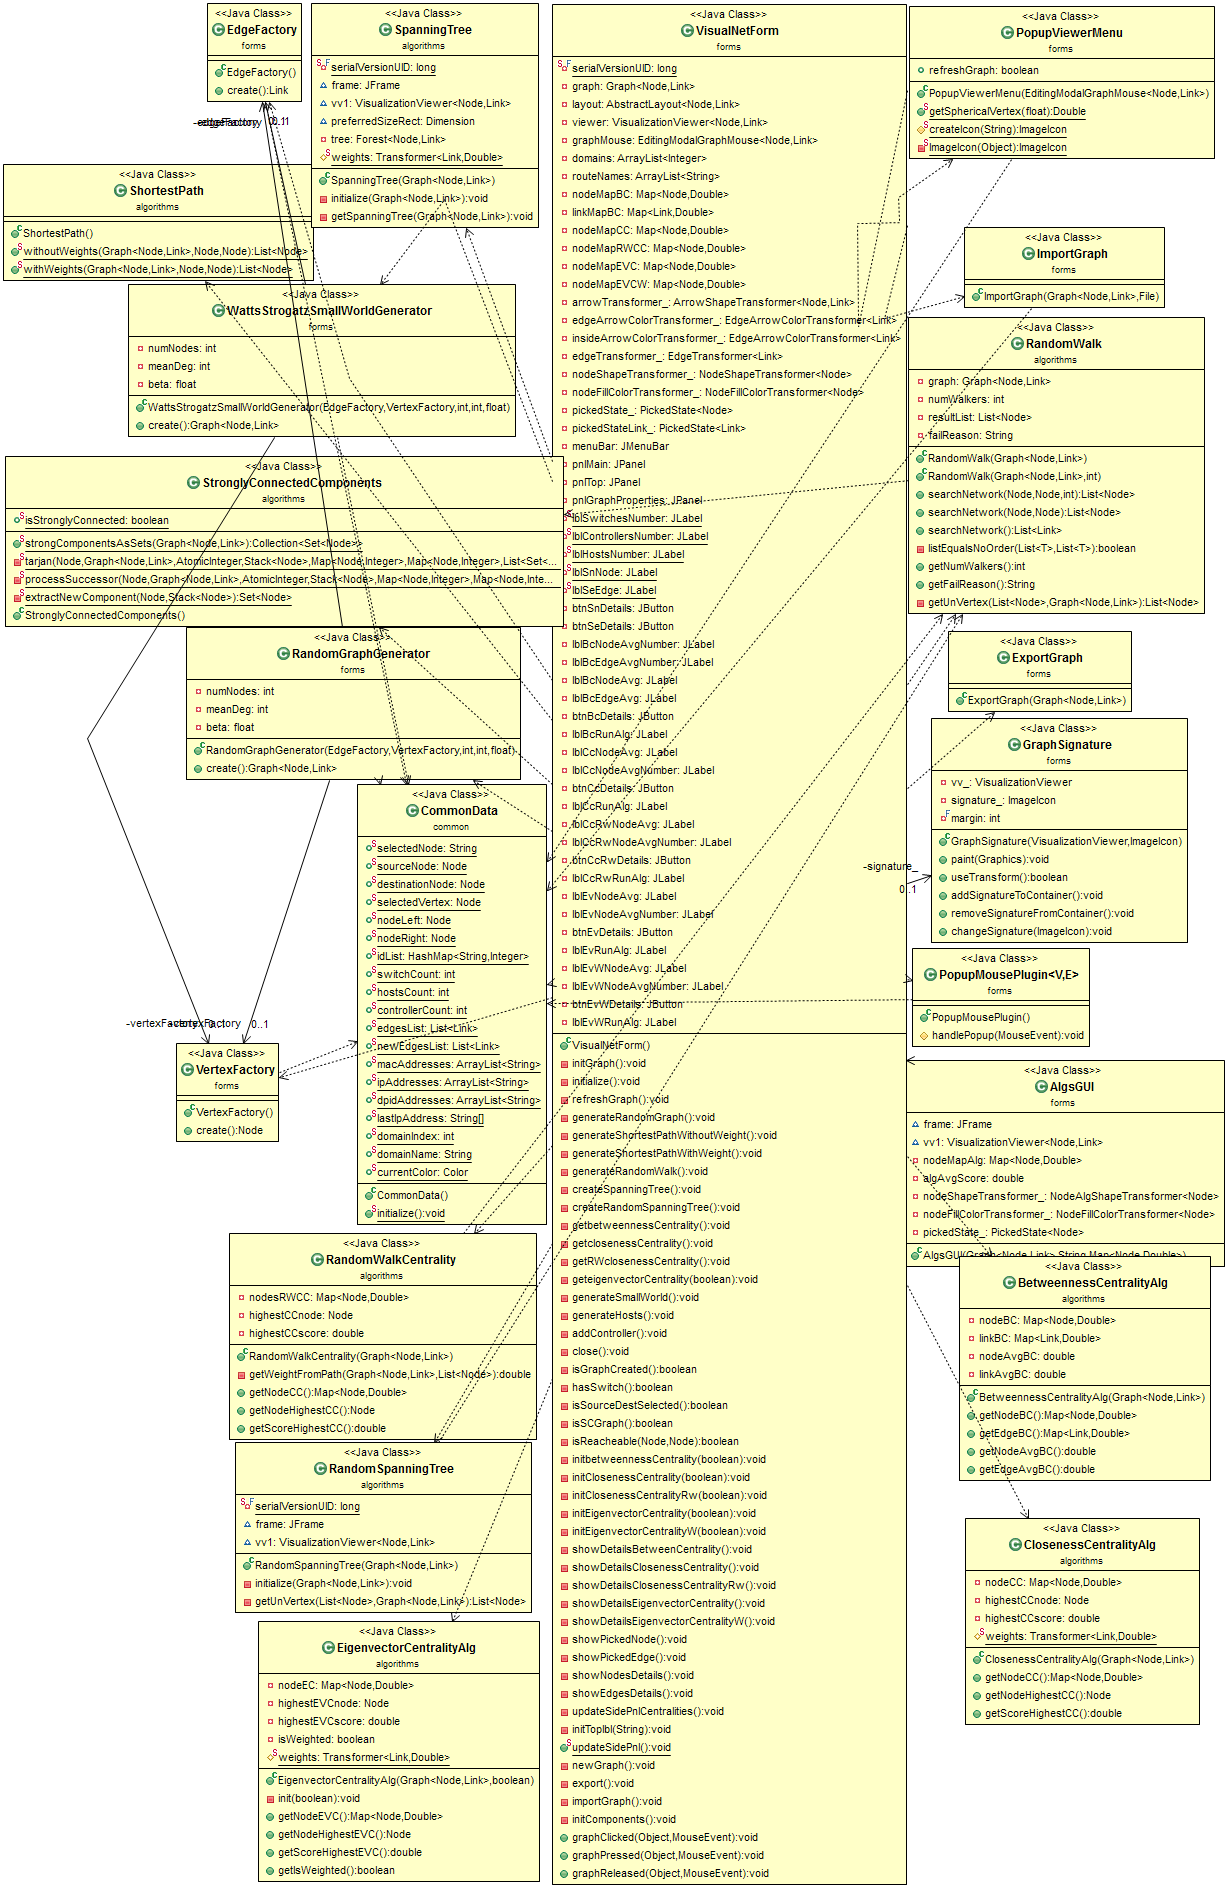 <<Java Class>>
EdgeFactory
forms
EdgeFactory()
create():Link
-edgeFactory
0..1
<<Java Class>>
SpanningTree
algorithms
serialVersionUID: long
frame: JFrame
vv1: VisualizationViewer<Node,Link>
preferredSizeRect: Dimension
tree: Forest<Node,Link>
weights: Transformer<Link,Double>
SpanningTree(Graph<Node,Link>)
initialize(Graph<Node,Link>):void
getSpanningTree(Graph<Node,Link>):void
<<Java Class>>
ShortestPath
algorithms
ShortestPath()
withoutWeights(Graph<Node,Link>,Node,Node):List<Node>
withWeights(Graph<Node,Link>,Node,Node):List<Node>
<<Java Class>>
WattsStrogatzSmallWorldGenerator
forms
numNodes: int
meanDeg: int
beta: float
WattsStrogatzSmallWorldGenerator(EdgeFactory,VertexFactory,int,int,float)
create():Graph<Node,Link>
<<Java Class>>
StronglyConnectedComponents
algorithms
isStronglyConnected: boolean
strongComponentsAsSets(Graph<Node,Link>):Collection<Set<Node>>
tarjan(Node,Graph<Node,Link>,AtomicInteger,Stack<Node>,Map<Node,Integer>,Map<Node,Integer>,List<Set<...
processSuccessor(Node,Graph<Node,Link>,AtomicInteger,Stack<Node>,Map<Node,Integer>,Map<Node,Inte...
extractNewComponent(Node,Stack<Node>):Set<Node>
StronglyConnectedComponents()
<<Java Class>>
RandomGraphGenerator
forms
numNodes: int
meanDeg: int
beta: float
RandomGraphGenerator(EdgeFactory,VertexFactory,int,int,float)
create():Graph<Node,Link>
<<Java Class>>
CommonData
common
selectedNode: String
sourceNode: Node
destinationNode: Node
selectedVertex: Node
nodeLeft: Node
nodeRight: Node
idList: HashMap<String,Integer>
switchCount: int
hostsCount: int
controllerCount: int
edgesList: List<Link>
newEdgesList: List<Link>
macAddresses: ArrayList<String>
ipAddresses: ArrayList<String>
dpidAddresses: ArrayList<String>
lastIpAddress: String[]
domainIndex: int
domainName: String
currentColor: Color
CommonData()
initialize():void
-vertexFactory
0..1
<<Java Class>>
VertexFactory
forms
VertexFactory()
create():Node
<<Java Class>>
RandomWalkCentrality
algorithms
nodesRWCC: Map<Node,Double>
highestCCnode: Node
highestCCscore: double
RandomWalkCentrality(Graph<Node,Link>)
getWeightFromPath(Graph<Node,Link>,List<Node>):double
getNodeCC():Map<Node,Double>
getNodeHighestCC():Node
getScoreHighestCC():double
<<Java Class>>
RandomSpanningTree
algorithms
serialVersionUID: long
frame: JFrame
vv1: VisualizationViewer<Node,Link>
RandomSpanningTree(Graph<Node,Link>)
initialize(Graph<Node,Link>):void
getUnVertex(List<Node>,Graph<Node,Link>):List<Node>
<<Java Class>>
EigenvectorCentralityAlg
algorithms
nodeEC: Map<Node,Double>
highestEVCnode: Node
highestEVCscore: double
isWeighted: boolean
weights: Transformer<Link,Double>
EigenvectorCentralityAlg(Graph<Node,Link>,boolean)
init(boolean):void
getNodeEVC():Map<Node,Double>
getNodeHighestEVC():Node
getScoreHighestEVC():double
getIsWeighted():boolean
<<Java Class>>
VisualNetForm
forms
serialVersionUID: long
graph: Graph<Node,Link>
layout: AbstractLayout<Node,Link>
viewer: VisualizationViewer<Node,Link>
graphMouse: EditingModalGraphMouse<Node,Link>
domains: ArrayList<Integer>
routeNames: ArrayList<String>
nodeMapBC: Map<Node,Double>
linkMapBC: Map<Link,Double>
nodeMapCC: Map<Node,Double>
nodeMapRWCC: Map<Node,Double>
nodeMapEVC: Map<Node,Double>
nodeMapEVCW: Map<Node,Double>
arrowTransformer_: ArrowShapeTransformer<Node,Link>
edgeArrowColorTransformer_: EdgeArrowColorTransformer<Link>
insideArrowColorTransformer_: EdgeArrowColorTransformer<Link>
edgeTransformer_: EdgeTransformer<Link>
nodeShapeTransformer_: NodeShapeTransformer<Node>
nodeFillColorTransformer_: NodeFillColorTransformer<Node>
pickedState_: PickedState<Node>
pickedStateLink_: PickedState<Link>
menuBar: JMenuBar
pnlMain: JPanel
pnlTop: JPanel
pnlGraphProperties: JPanel
lblSwitchesNumber: JLabel
lblControllersNumber: JLabel
lblHostsNumber: JLabel
lblSnNode: JLabel
lblSeEdge: JLabel
btnSnDetails: JButton
btnSeDetails: JButton
lblBcNodeAvgNumber: JLabel
lblBcEdgeAvgNumber: JLabel
lblBcNodeAvg: JLabel
lblBcEdgeAvg: JLabel
btnBcDetails: JButton
lblBcRunAlg: JLabel
lblCcNodeAvg: JLabel
lblCcNodeAvgNumber: JLabel
btnCcDetails: JButton
lblCcRunAlg: JLabel
lblCcRwNodeAvg: JLabel
lblCcRwNodeAvgNumber: JLabel
btnCcRwDetails: JButton
lblCcRwRunAlg: JLabel
lblEvNodeAvg: JLabel
lblEvNodeAvgNumber: JLabel
btnEvDetails: JButton
lblEvRunAlg: JLabel
lblEvWNodeAvg: JLabel
lblEvWNodeAvgNumber: JLabel
btnEvWDetails: JButton
lblEvWRunAlg: JLabel
VisualNetForm()
initGraph():void
initialize():void
refreshGraph():void
generateRandomGraph():void
generateShortestPathWithoutWeight():void
generateShortestPathWithWeight():void
generateRandomWalk():void
createSpanningTree():void
createRandomSpanningTree():void
getbetweennessCentrality():void
getclosenessCentrality():void
getRWclosenessCentrality():void
geteigenvectorCentrality(boolean):void
generateSmallWorld():void
generateHosts():void
addController():void
close():void
isGraphCreated():boolean
hasSwitch():boolean
isSourceDestSelected():boolean
isSCGraph():boolean
isReacheable(Node,Node):boolean
initbetweennessCentrality(boolean):void
initClosenessCentrality(boolean):void
initClosenessCentralityRw(boolean):void
initEigenvectorCentrality(boolean):void
initEigenvectorCentralityW(boolean):void
showDetailsBetweenCentrality():void
showDetailsClosenessCentrality():void
showDetailsClosenessCentralityRw():void
showDetailsEigenvectorCentrality():void
showDetailsEigenvectorCentralityW():void
showPickedNode():void
showPickedEdge():void
showNodesDetails():void
showEdgesDetails():void
updateSidePnlCentralities():void
initToplbl(String):void
updateSidePnl():void
newGraph():void
export():void
importGraph():void
initComponents():void
graphClicked(Object,MouseEvent):void
graphPressed(Object,MouseEvent):void
graphReleased(Object,MouseEvent):void
<<Java Class>>
PopupViewerMenu
forms
refreshGraph: boolean
PopupViewerMenu(EditingModalGraphMouse<Node,Link>)
getSphericalVertex(float):Double
createIcon(String):ImageIcon
ImageIcon(Object):ImageIcon
<<Java Class>>
ImportGraph
forms
ImportGraph(Graph<Node,Link>,File)
<<Java Class>>
RandomWalk
algorithms
graph: Graph<Node,Link>
numWalkers: int
resultList: List<Node>
failReason: String
RandomWalk(Graph<Node,Link>)
RandomWalk(Graph<Node,Link>,int)
searchNetwork(Node,Node,int):List<Node>
searchNetwork(Node,Node):List<Node>
searchNetwork():List<Link>
listEqualsNoOrder(List<T>,List<T>):boolean
getNumWalkers():int
getFailReason():String
getUnVertex(List<Node>,Graph<Node,Link>):List<Node>
<<Java Class>>
ExportGraph
forms
ExportGraph(Graph<Node,Link>)
<<Java Class>>
GraphSignature
forms
vv_: VisualizationViewer
signature_: ImageIcon
margin: int
GraphSignature(VisualizationViewer,ImageIcon)
paint(Graphics):void
useTransform():boolean
addSignatureToContainer():void
removeSignatureFromContainer():void
changeSignature(ImageIcon):void
-signature_
0..1
<<Java Class>>
PopupMousePlugin<V,E>
forms
PopupMousePlugin()
handlePopup(MouseEvent):void
<<Java Class>>
AlgsGUI
forms
frame: JFrame
vv1: VisualizationViewer<Node,Link>
nodeMapAlg: Map<Node,Double>
algAvgScore: double
nodeShapeTransformer_: NodeAlgShapeTransformer<Node>
nodeFillColorTransformer_: NodeFillColorTransformer<Node>
pickedState_: PickedState<Node>
AlgsGUI(Graph<Node,Link>,String,Map<Node,Double>)
<<Java Class>>
BetweennessCentralityAlg
algorithms
nodeBC: Map<Node,Double>
linkBC: Map<Link,Double>
nodeAvgBC: double
linkAvgBC: double
BetweennessCentralityAlg(Graph<Node,Link>)
getNodeBC():Map<Node,Double>
getEdgeBC():Map<Link,Double>
getNodeAvgBC():double
getEdgeAvgBC():double
<<Java Class>>
ClosenessCentralityAlg
algorithms
nodeCC: Map<Node,Double>
highestCCnode: Node
highestCCscore: double
weights: Transformer<Link,Double>
ClosenessCentralityAlg(Graph<Node,Link>)
getNodeCC():Map<Node,Double>
getNodeHighestCC():Node
getScoreHighestCC():double